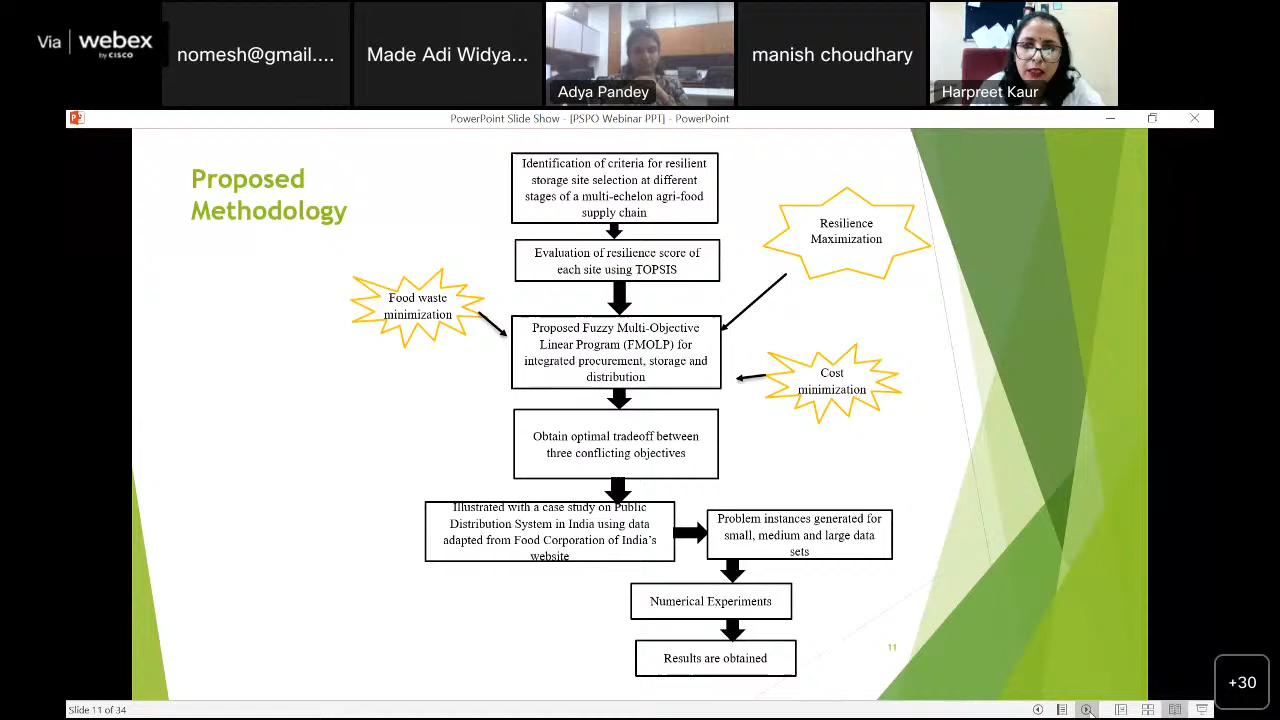 Via webex
by CISCO
nomesh@gmail....
Made Adi Widya...
Adya Pandey
manish choudhary
Harpreet Kaur
PowerPoint Slide Show - [PSPO Webinar PPT] - PowerPoint
Proposed
Methodology
Identification of criteria for resilient
storage site selection at different
stages of a multi-echelon agri-food
supply chain
Resilience
Maximization
Evaluation of resilience score of
each site using TOPSIS
Food waste
minimization
Proposed Fuzzy Multi-Objective
Linear Program (FMOLP) for
integrated procurement, storage and
distribution
Cost
minimization
Obtain optimal tradeoff between
three conflicting objectives
Illustrated with a case study on Public
Distribution System in India using data
adapted from Food Corporation of India's
website
Problem instances generated for
small, medium and large data
sets
Numerical Experiments
Results are obtained
11
+30
Slide 11 of 34